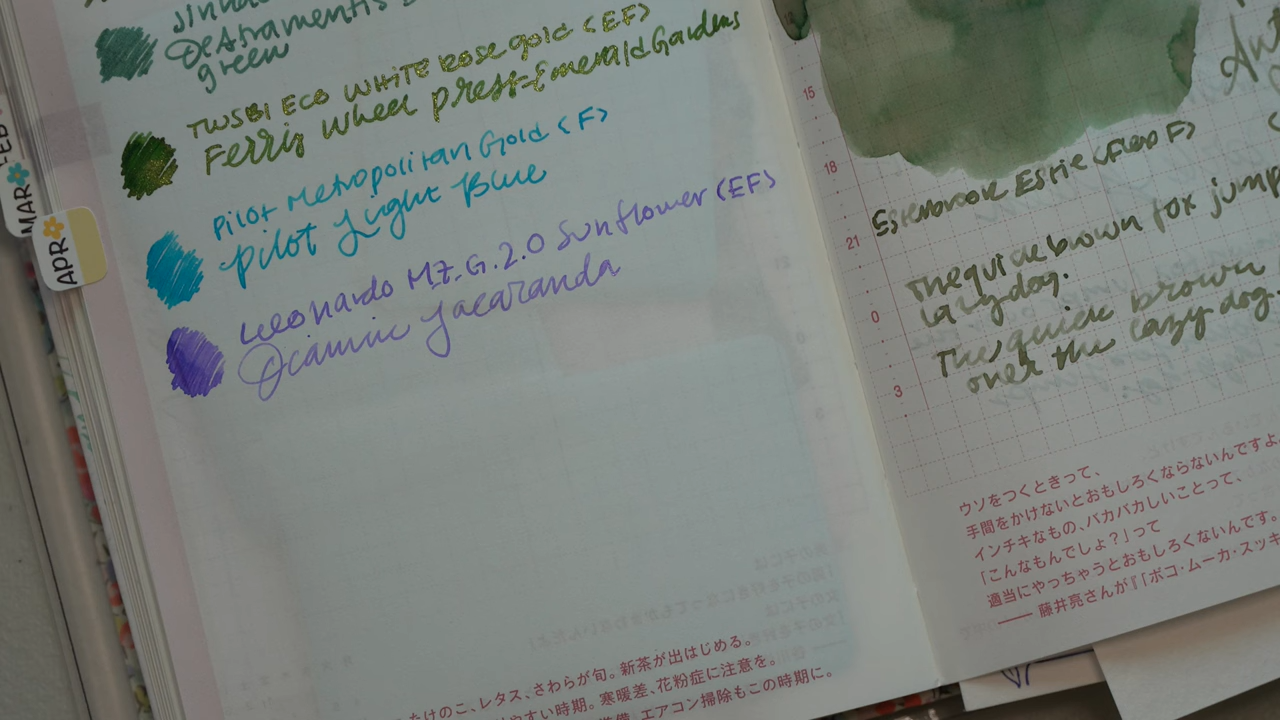 De Atramentis
green
TWSBI ECO WHITE Rose gold (EF)
Ferris Wheel press-Emerald Gardens
Pilot Metropolitan Gold (F)
Pilot Light Blue
Leonardo M.Z.G. 2.0 Sunflower (EF)
Diamine Jacaranda
FEB
MAR
APR
15
18
21
0
3
Esterbrook Estie (Flexo F)
The quick brown fox jump
lazy dog.
The quick brown
over the lazy dog.
ウソをつくときって、
手間をかけないとおもしろくならないんですよ
インチキなもの、バカバカしいことって、
「こんなもんでしょ?」って
適当にやっちゃうとおもしろくないんです。
── 藤井亮さんが『「ボコ・ムーカ・スッキ
たけのこ、レタス、さわらが旬。新茶が出はじめる。
やすい時期。寒暖差、花粉症に注意を。
備。エアコン掃除もこの時期に。